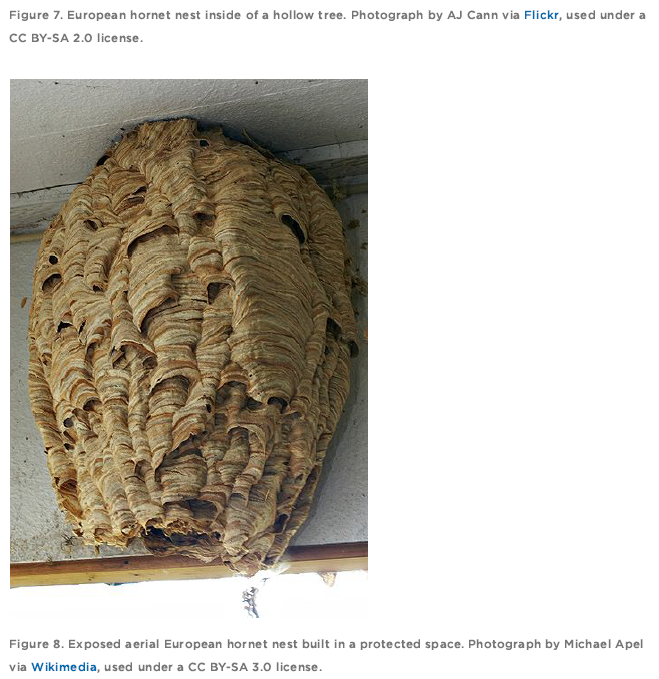 Figure 7. European hornet nest inside of a hollow tree. Photograph by AJ Cann via Flickr, used under a
CC BY-SA 2.0 license.
Figure 8. Exposed aerial European hornet nest built in a protected space. Photograph by Michael Apel
via Wikimedia, used under a CC BY-SA 3.0 license.